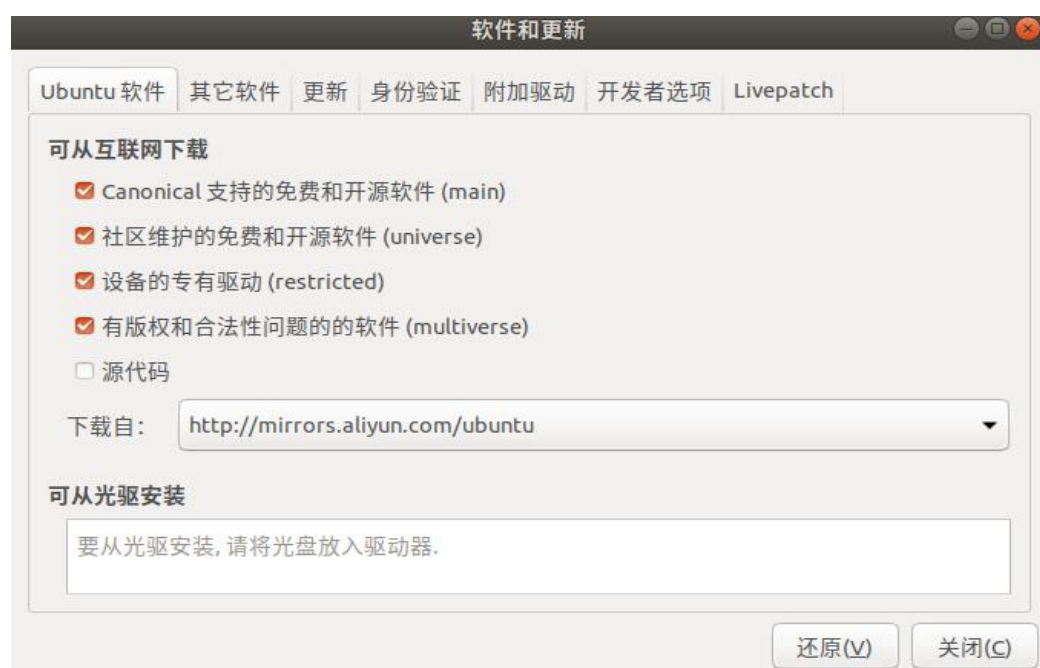 软件和更新
Ubuntu 软件 其它软件 更新 身份验证 附加驱动 开发者选项 Livepatch
可从互联网下载
Canonical 支持的免费和开源软件 (main)
社区维护的免费和开源软件 (universe)
设备的专有驱动 (restricted)
有版权和合法性问题的的软件 (multiverse)
源代码
下载自： http://mirrors.aliyun.com/ubuntu
可从光驱安装
要从光驱安装, 请将光盘放入驱动器.
还原(V) 关闭(C)